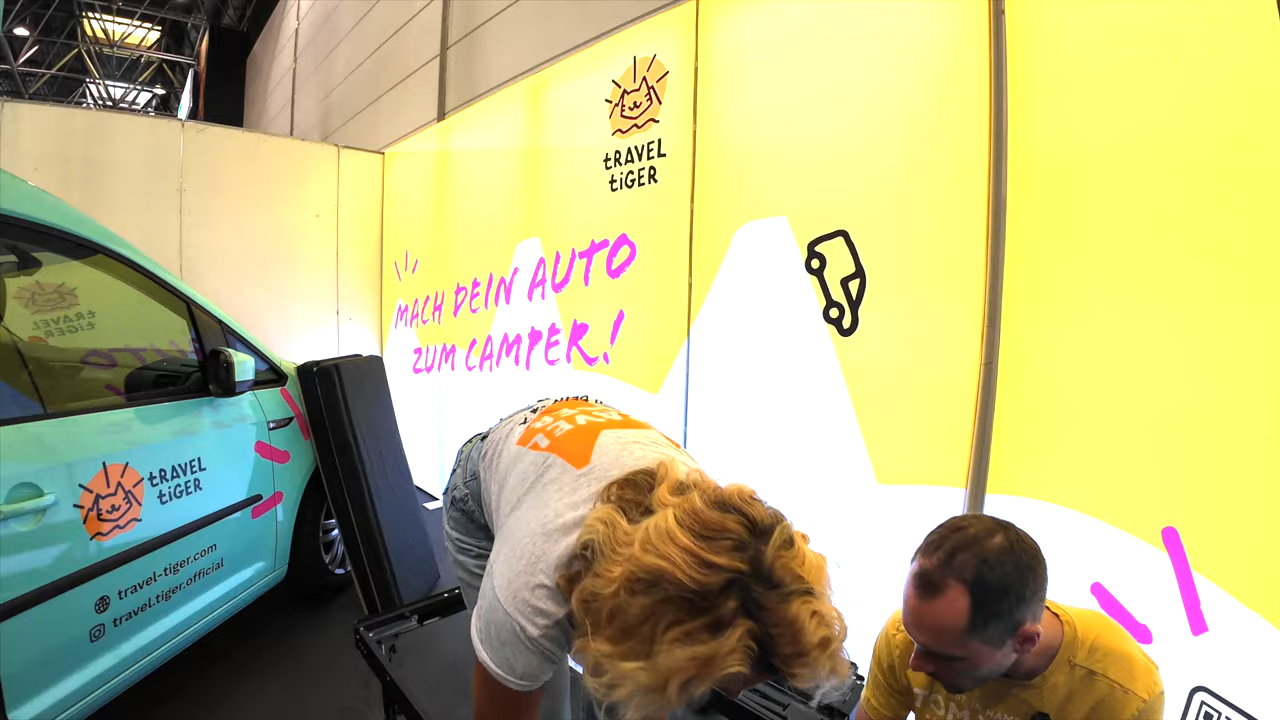 tRAVEL
tiGER
MACH DEIN AUTO
ZUM CAMPER!
tRAVEL
tiGER
travel-tiger.com
travel.tiger.official